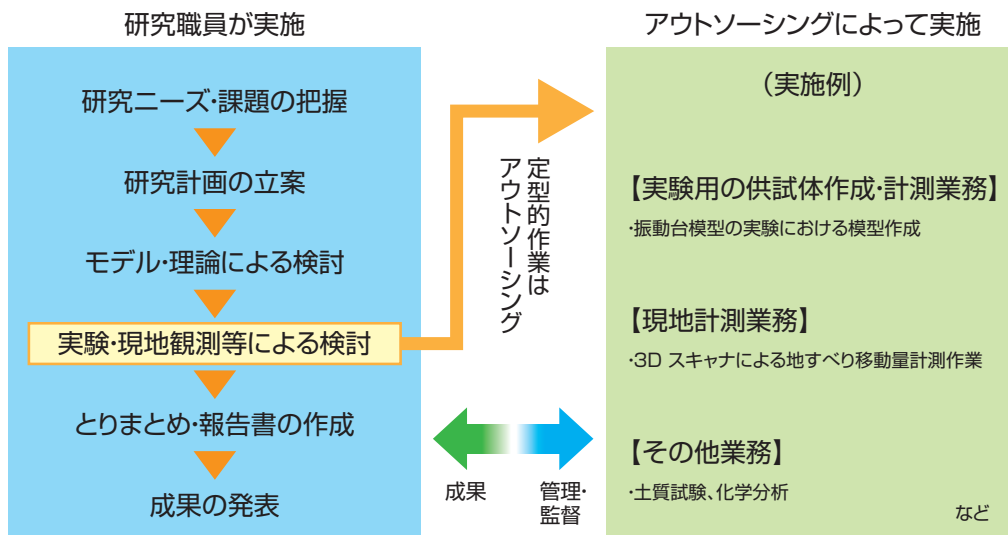 研究職員が実施
研究ニーズ・課題の把握
研究計画の立案
モデル・理論による検討
実験・現地観測等による検討
とりまとめ・報告書の作成
成果の発表
定型的作業は
アウトソーシング
成果
管理・
監督
アウトソーシングによって実施
（実施例）
【実験用の供試体作成・計測業務】
・振動台模型の実験における模型作成
【現地計測業務】
・3D スキャナによる地すべり移動量計測作業
【その他業務】
・土質試験、化学分析
など